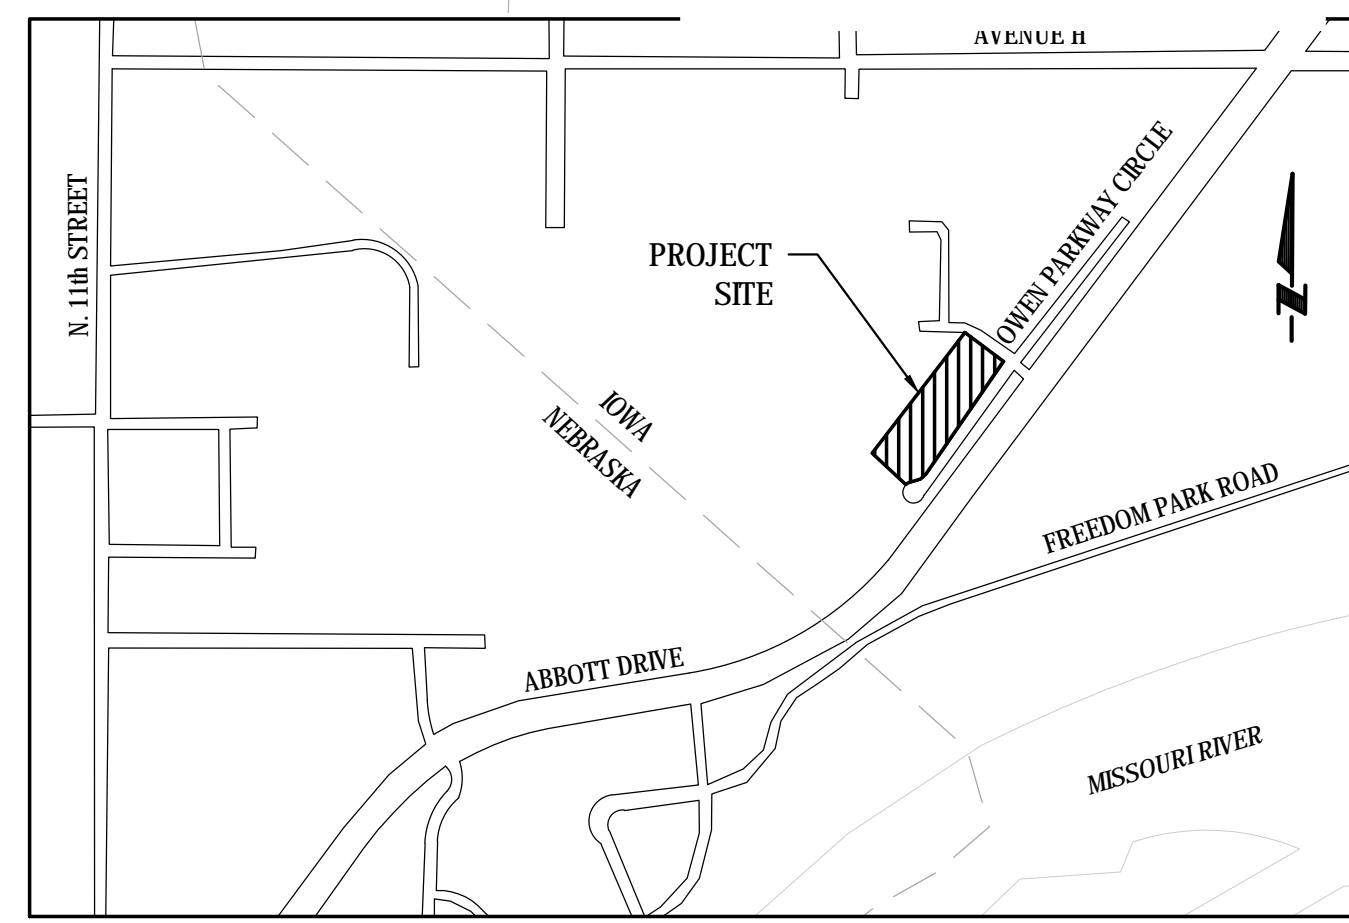 AVENUE H
N. 11th STREET
OWEN PARKWAY CIRCLE
PROJECT
SITE
N
IOWA
NEBRASKA
FREEDOM PARK ROAD
ABBOTT DRIVE
MISSOURI RIVER